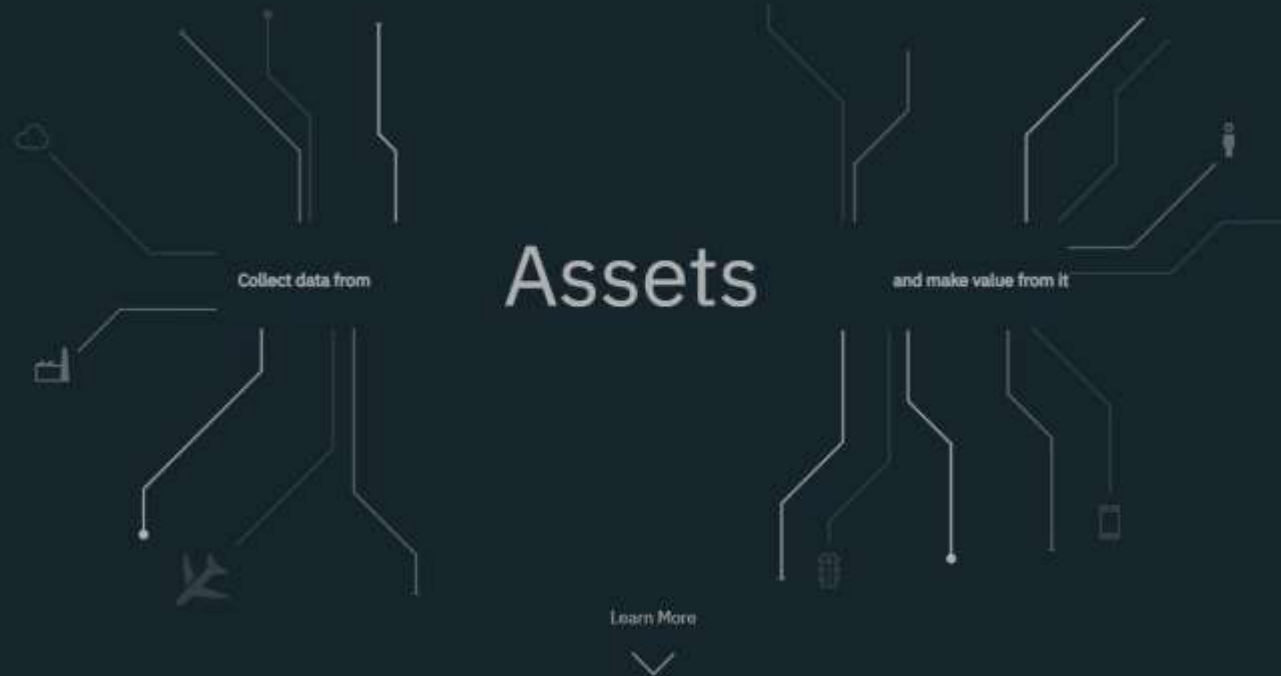 Collect data from
Assets
and make value from it
Learn More